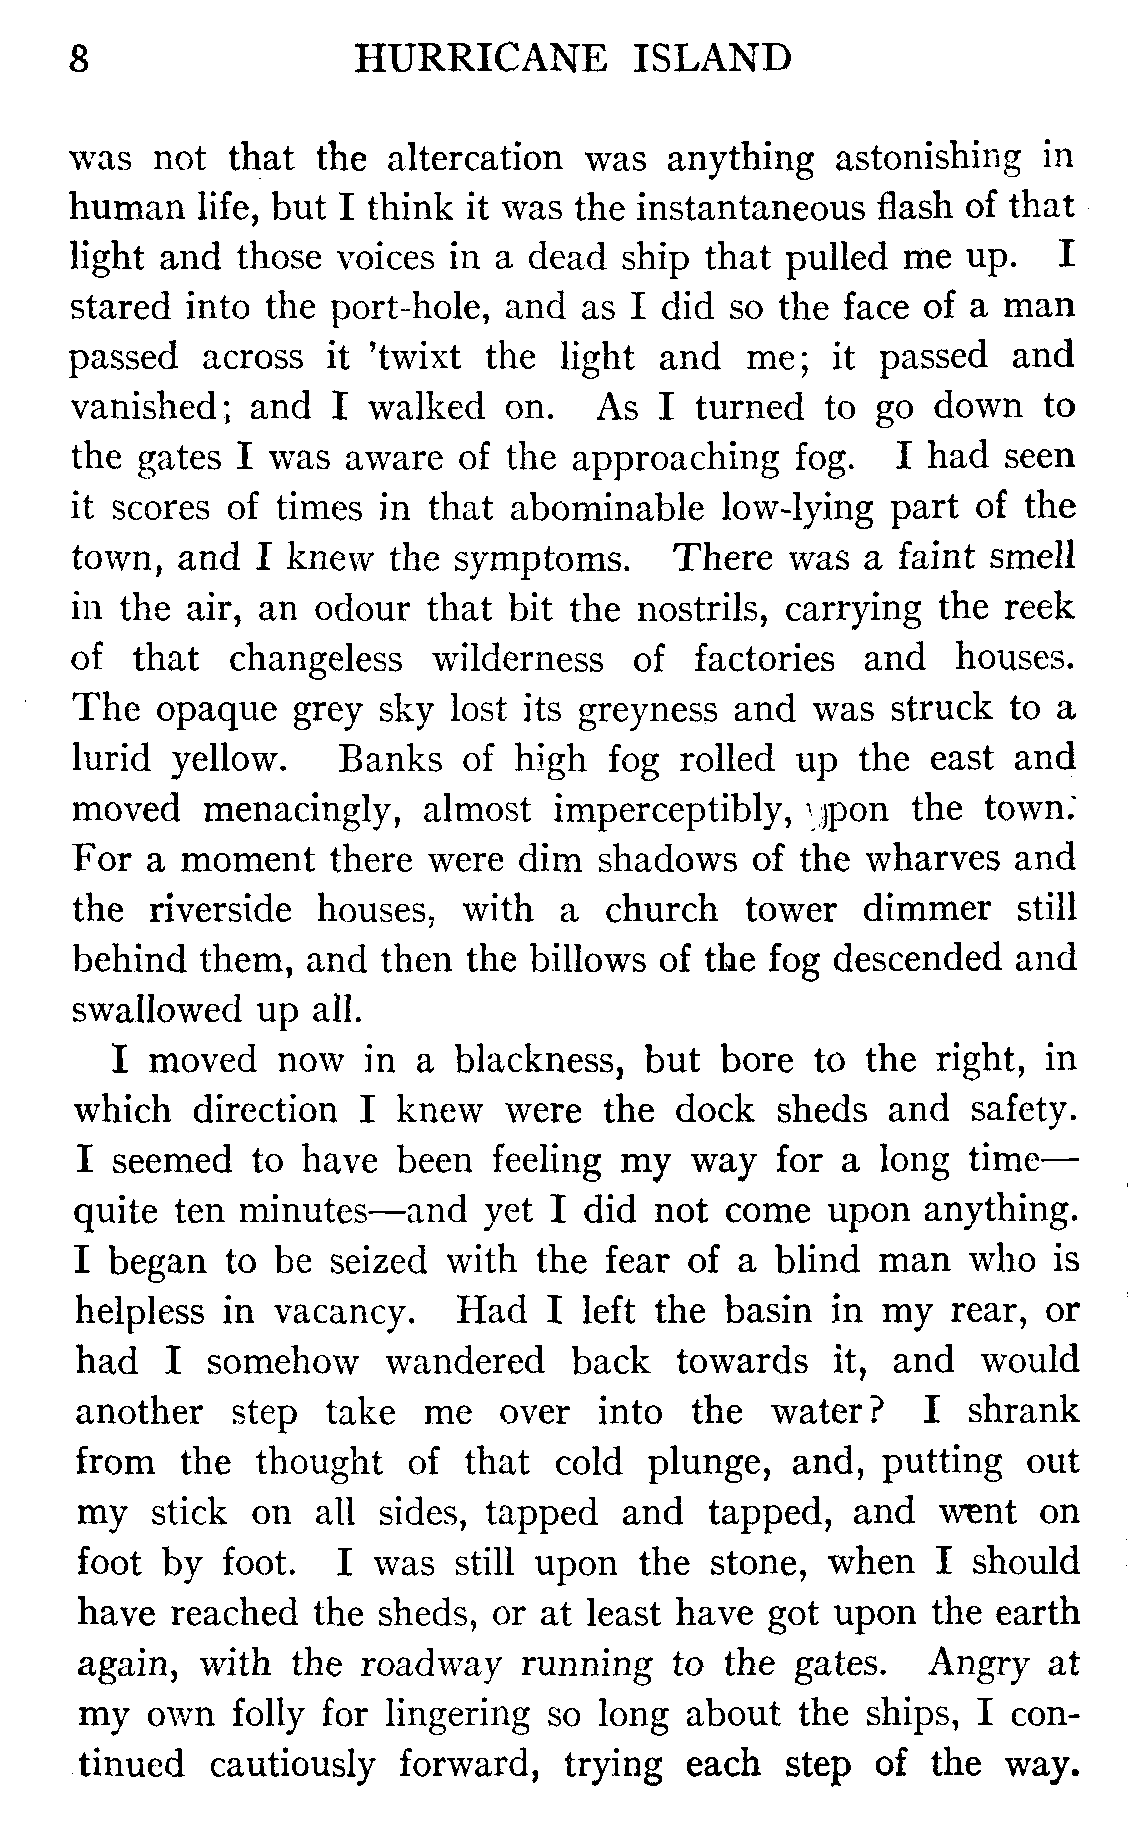 8 HURRICANE ISLAND
was not that the altercation was anything astonishing in
human life, but I think it was the instantaneous flash of that
light and those voices in a dead ship that pulled me up. I
stared into the port-hole, and as I did so the face of a man
passed across it 'twixt the light and me; it passed and
vanished; and I walked on. As I turned to go down to
the gates I was aware of the approaching fog. I had seen
it scores of times in that abominable low-lying part of the
town, and I knew the symptoms. There was a faint smell
in the air, an odour that bit the nostrils, carrying the reek
of that changeless wilderness of factories and houses.
The opaque grey sky lost its greyness and was struck to a
lurid yellow. Banks of high fog rolled up the east and
moved menacingly, almost imperceptibly, upon the town.
For a moment there were dim shadows of the wharves and
the riverside houses, with a church tower dimmer still
behind them, and then the billows of the fog descended and
swallowed up all.
I moved now in a blackness, but bore to the right, in
which direction I knew were the dock sheds and safety.
I seemed to have been feeling my way for a long time—
quite ten minutes—and yet I did not come upon anything.
I began to be seized with the fear of a blind man who is
helpless in vacancy. Had I left the basin in my rear, or
had I somehow wandered back towards it, and would
another step take me over into the water? I shrank
from the thought of that cold plunge, and, putting out
my stick on all sides, tapped and tapped, and went on
foot by foot. I was still upon the stone, when I should
have reached the sheds, or at least have got upon the earth
again, with the roadway running to the gates. Angry at
my own folly for lingering so long about the ships, I con-
tinued cautiously forward, trying each step of the way.